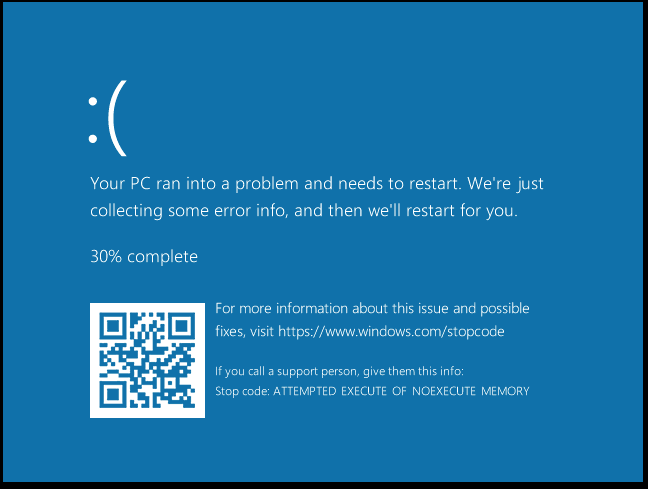 :(
Your PC ran into a problem and needs to restart. We're just
collecting some error info, and then we'll restart for you.
30% complete
For more information about this issue and possible
fixes, visit https://www.windows.com/stopcode
If you call a support person, give them this info:
Stop code: ATTEMPTED EXECUTE OF NOEXECUTE MEMORY